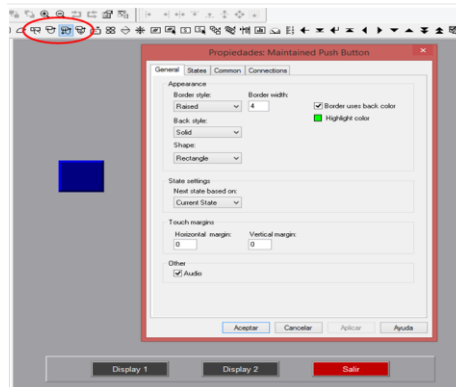 Propiedades: Maintained Push Button
General States Common Connections
Appearance
Border style: Border width:
Raised 4 Border uses back color
Back style: Highlight color
Solid
Shape:
Rectangle
State settings
Next state based on:
Current State
Touch margins
Horizontal margin: Vertical margin:
0 0
Other
Audio
Aceptar Cancelar Aplicar Ayuda
Display 1 Display 2 Salir